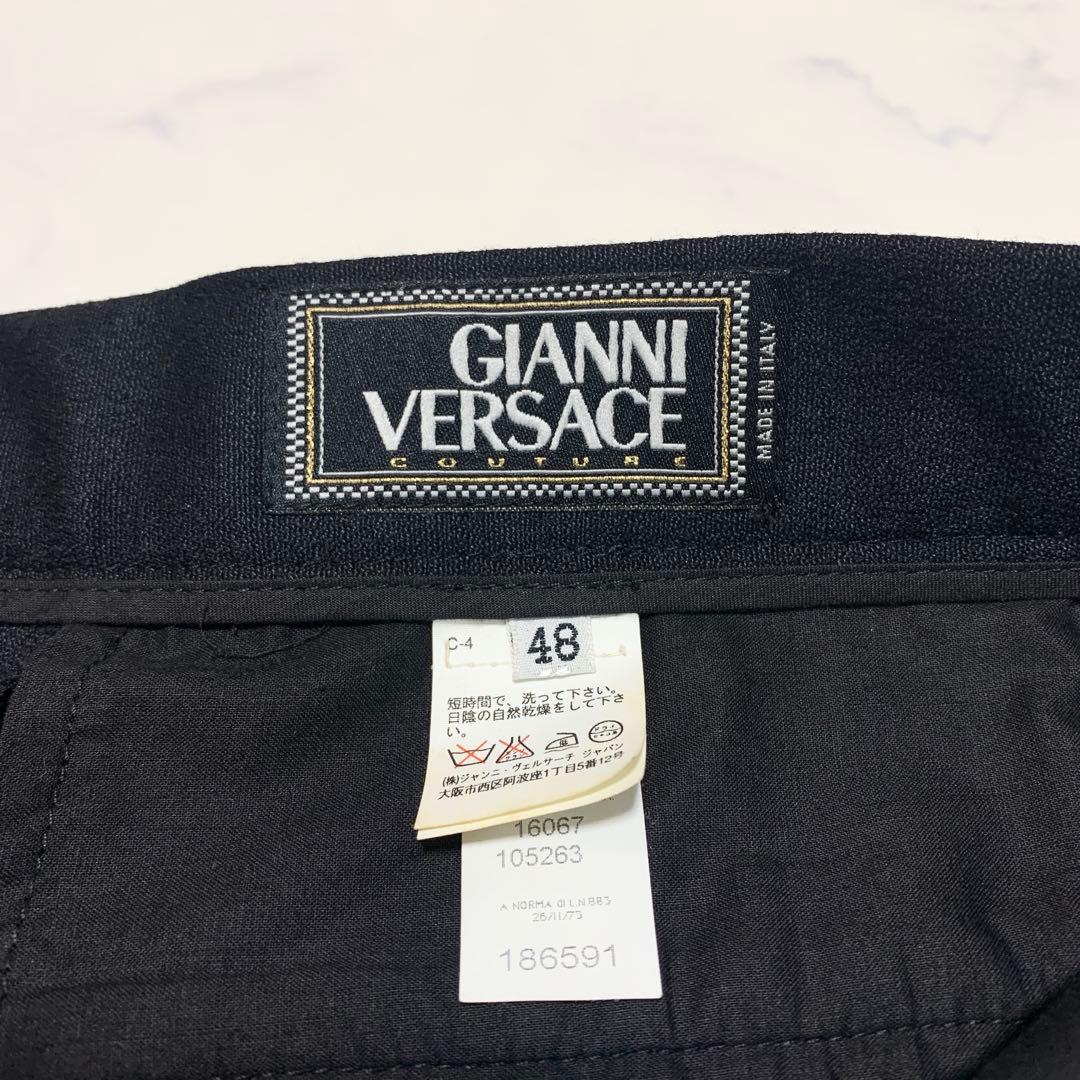 GIANNI
VERSACE
COUTURE
MADE IN ITALY
C-4
48
短時間で、洗って下さい。
日陰の自然乾燥をして下さ
い。
(株)ジャンニ・ヴェルサーチ ジャパン
大阪市西区阿波座1丁目5番12号
16067
105263
A NORMA di L.N.883
26/11/73
186591